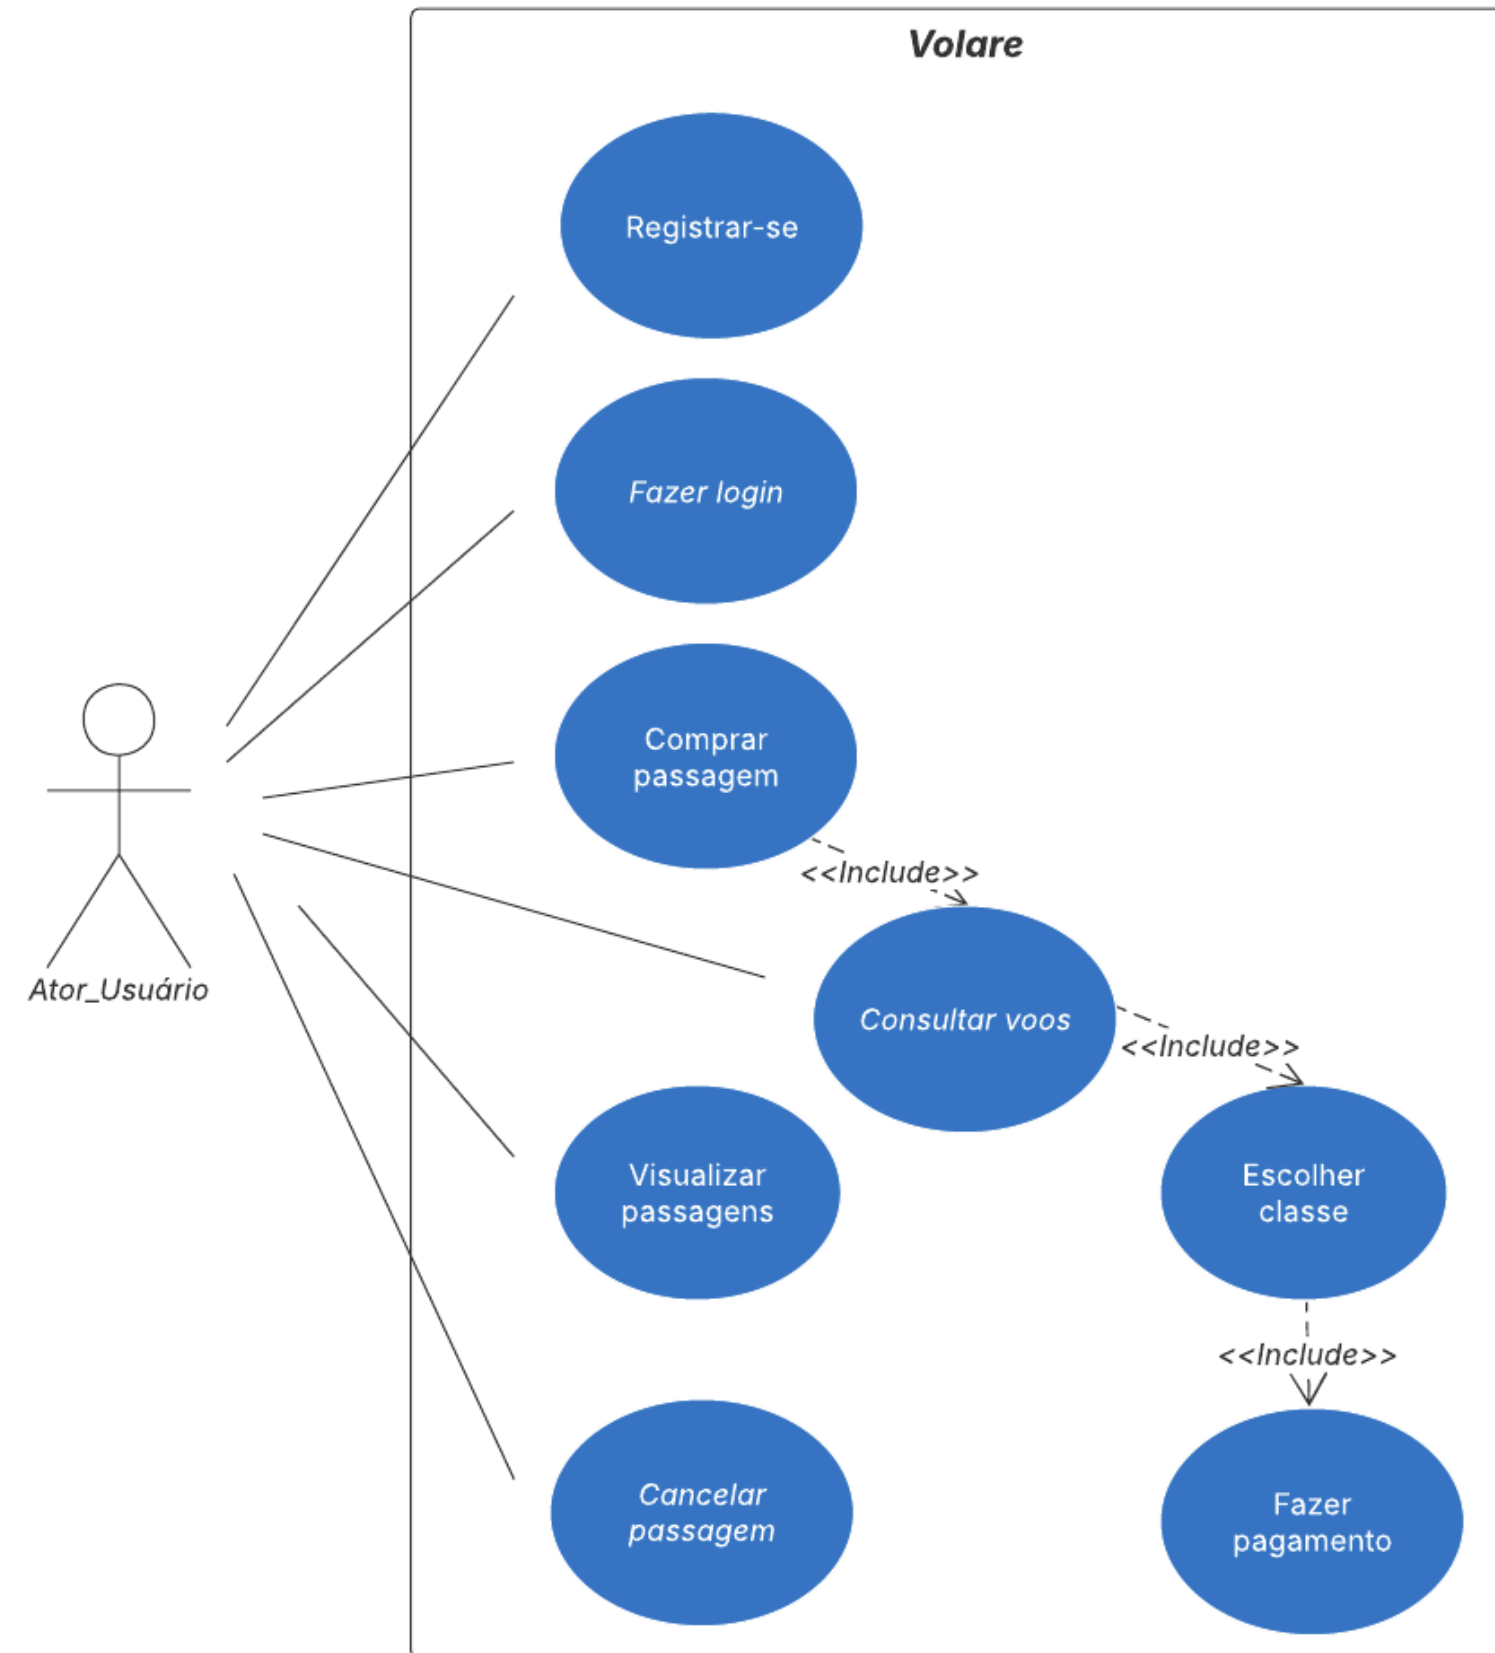 Volare
Registrar-se
Fazer login
Comprar
passagem
<<Include>>
Ator_Usuário
Consultar voos
<<Include>>
Visualizar
passagens
Escolher
classe
<<Include>>
Cancelar
passagem
Fazer
pagamento